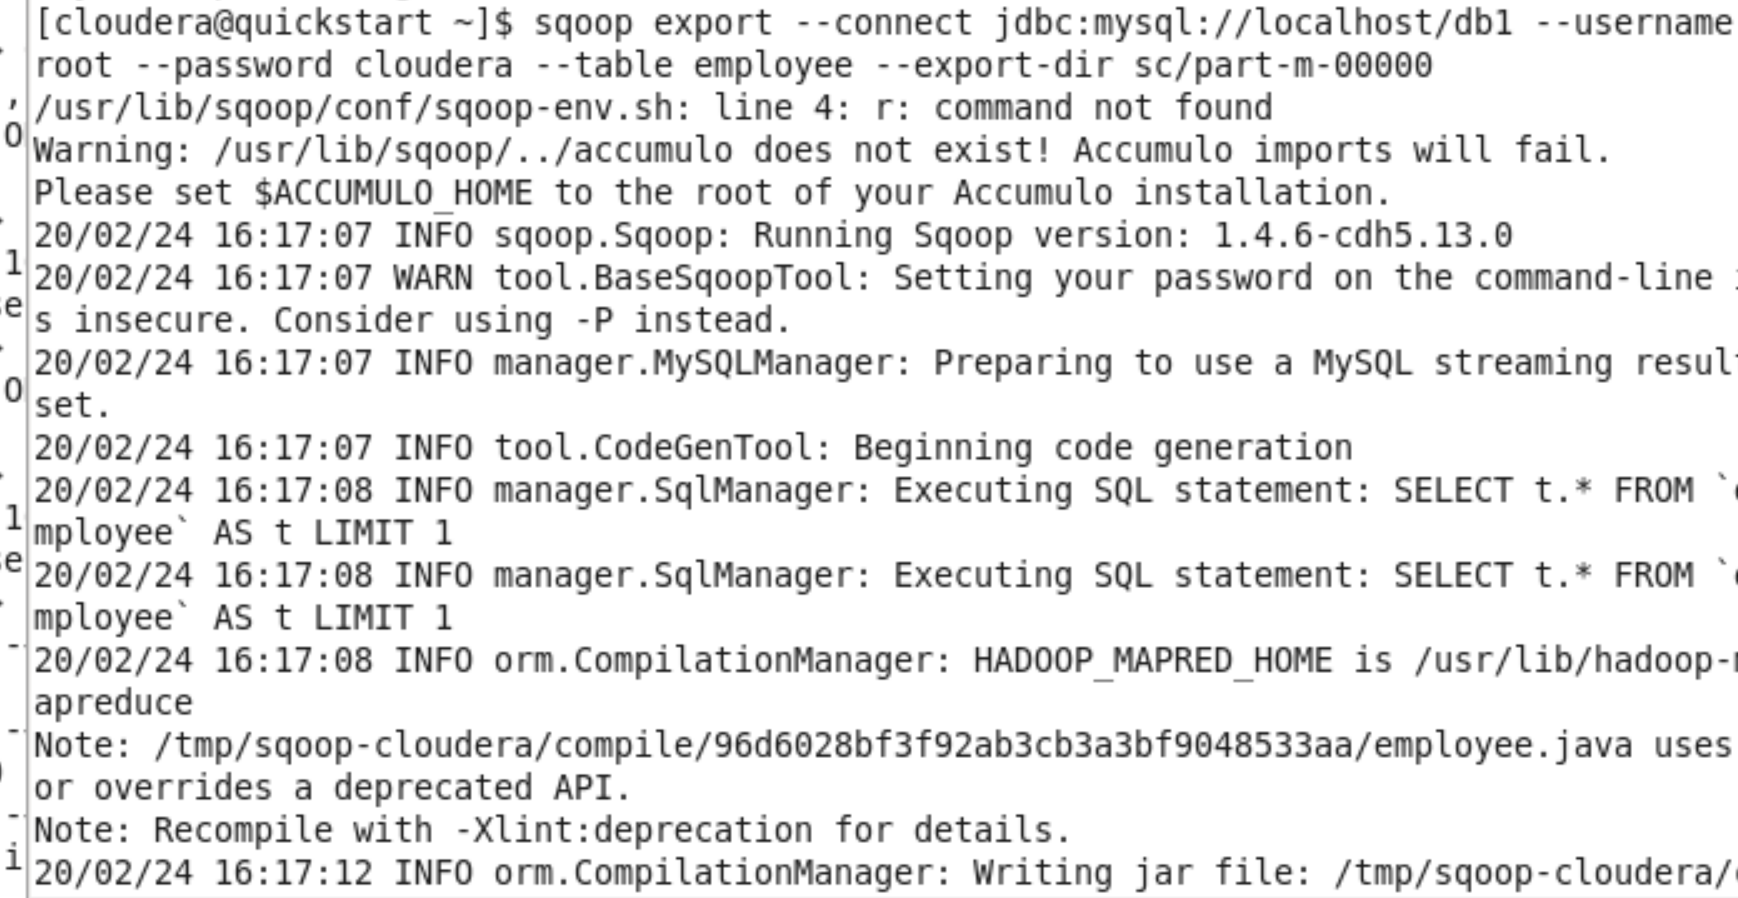 [cloudera@quickstart ~]$ sqoop export --connect jdbc:mysql://localhost/db1 --username
root --password cloudera --table employee --export-dir sc/part-m-00000
/usr/lib/sqoop/conf/sqoop-env.sh: line 4: r: command not found
Warning: /usr/lib/sqoop/../accumulo does not exist! Accumulo imports will fail.
Please set $ACCUMULO_HOME to the root of your Accumulo installation.
20/02/24 16:17:07 INFO sqoop.Sqoop: Running Sqoop version: 1.4.6-cdh5.13.0
20/02/24 16:17:07 WARN tool.BaseSqoopTool: Setting your password on the command-line i
s insecure. Consider using -P instead.
20/02/24 16:17:07 INFO manager.MySQLManager: Preparing to use a MySQL streaming result
set.
20/02/24 16:17:07 INFO tool.CodeGenTool: Beginning code generation
20/02/24 16:17:08 INFO manager.SqlManager: Executing SQL statement: SELECT t.* FROM `e
mployee` AS t LIMIT 1
20/02/24 16:17:08 INFO manager.SqlManager: Executing SQL statement: SELECT t.* FROM `e
mployee` AS t LIMIT 1
20/02/24 16:17:08 INFO orm.CompilationManager: HADOOP_MAPRED_HOME is /usr/lib/hadoop-m
apreduce
Note: /tmp/sqoop-cloudera/compile/96d6028bf3f92ab3cb3a3bf9048533aa/employee.java uses
or overrides a deprecated API.
Note: Recompile with -Xlint:deprecation for details.
20/02/24 16:17:12 INFO orm.CompilationManager: Writing jar file: /tmp/sqoop-cloudera/